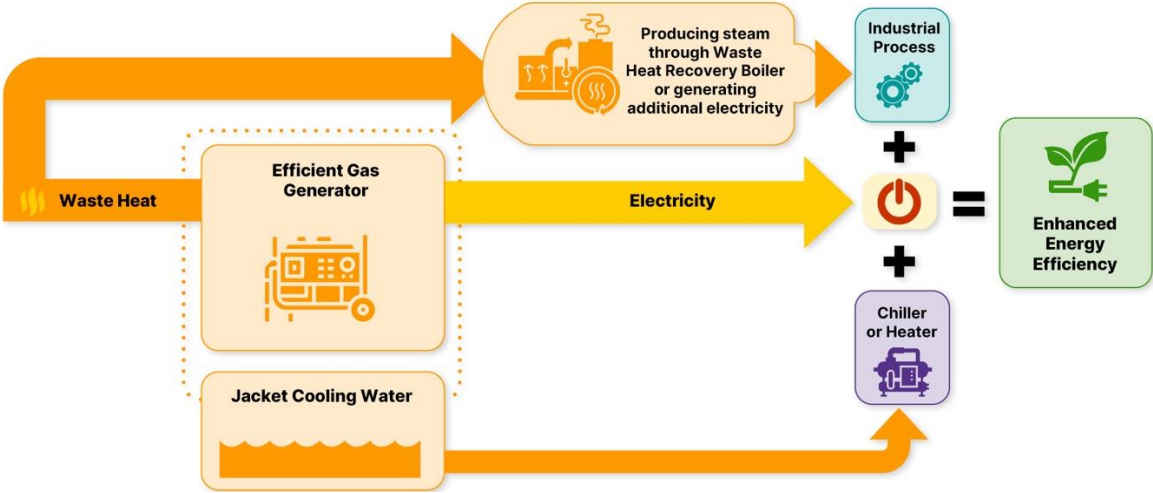 Producing steam
through Waste
Heat Recovery Boiler
or generating
additional electricity
Industrial
Process
Efficient Gas
Generator
Waste Heat
Electricity
Enhanced
Energy
Efficiency
Chiller
or Heater
Jacket Cooling Water